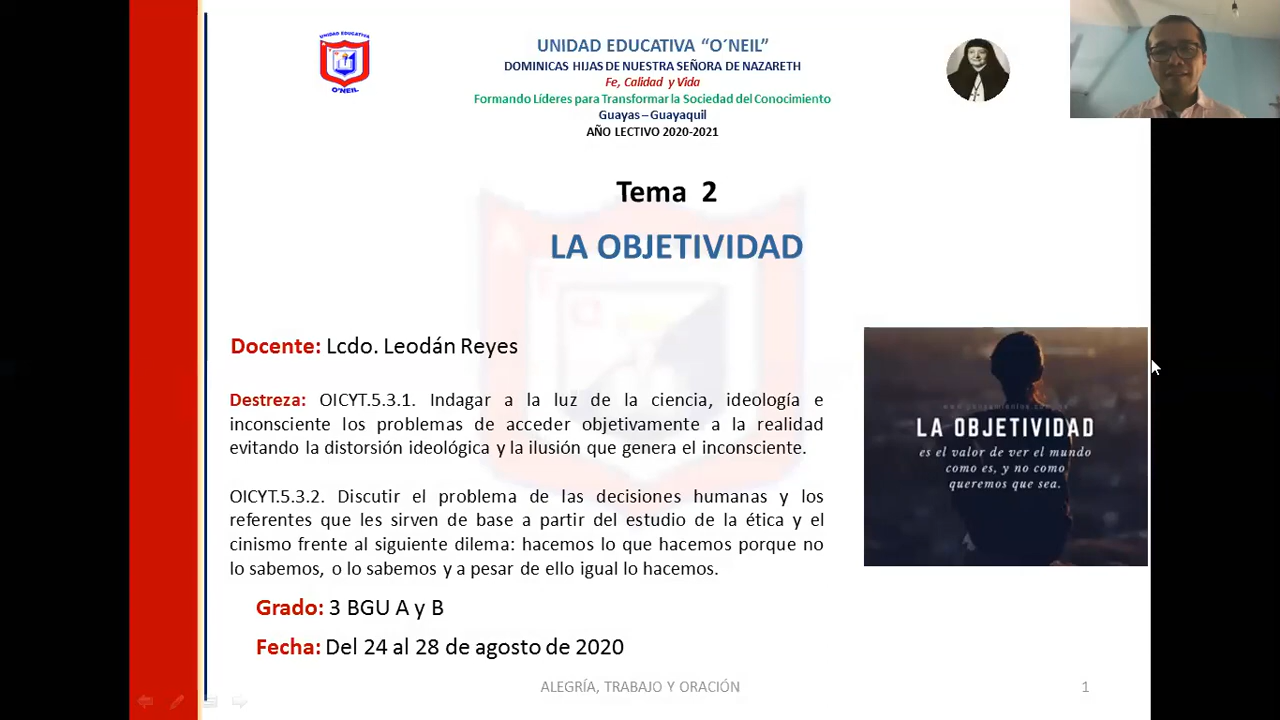 UNIDAD EDUCATIVA
O´NEIL
UNIDAD EDUCATIVA “O´NEIL”
DOMINICAS HIJAS DE NUESTRA SEÑORA DE NAZARETH
Fe, Calidad y Vida
Formando Líderes para Transformar la Sociedad del Conocimiento
Guayas – Guayaquil
AÑO LECTIVO 2020-2021
Tema 2
LA OBJETIVIDAD
Docente: Lcdo. Leodán Reyes
Destreza: OICYT.5.3.1. Indagar a la luz de la ciencia, ideología e
inconsciente los problemas de acceder objetivamente a la realidad
evitando la distorsión ideológica y la ilusión que genera el inconsciente.
OICYT.5.3.2. Discutir el problema de las decisiones humanas y los
referentes que les sirven de base a partir del estudio de la ética y el
cinismo frente al siguiente dilema: hacemos lo que hacemos porque no
lo sabemos, o lo sabemos y a pesar de ello igual lo hacemos.
LA OBJETIVIDAD
es el valor de ver el mundo
como es, y no como
queremos que sea.
Grado: 3 BGU A y B
Fecha: Del 24 al 28 de agosto de 2020
ALEGRÍA, TRABAJO Y ORACIÓN
1